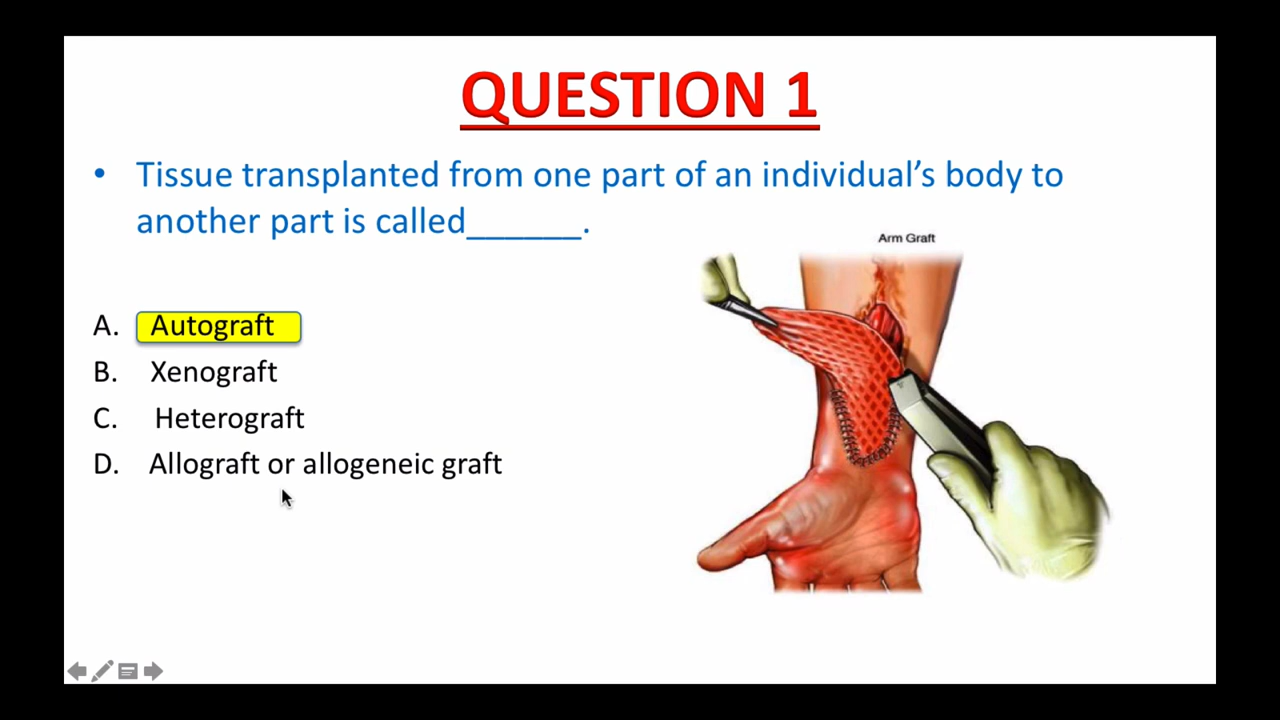 QUESTION 1
• Tissue transplanted from one part of an individual’s body to
another part is called______.
Arm Graft
A. Autograft
B. Xenograft
C. Heterograft
D. Allograft or allogeneic graft